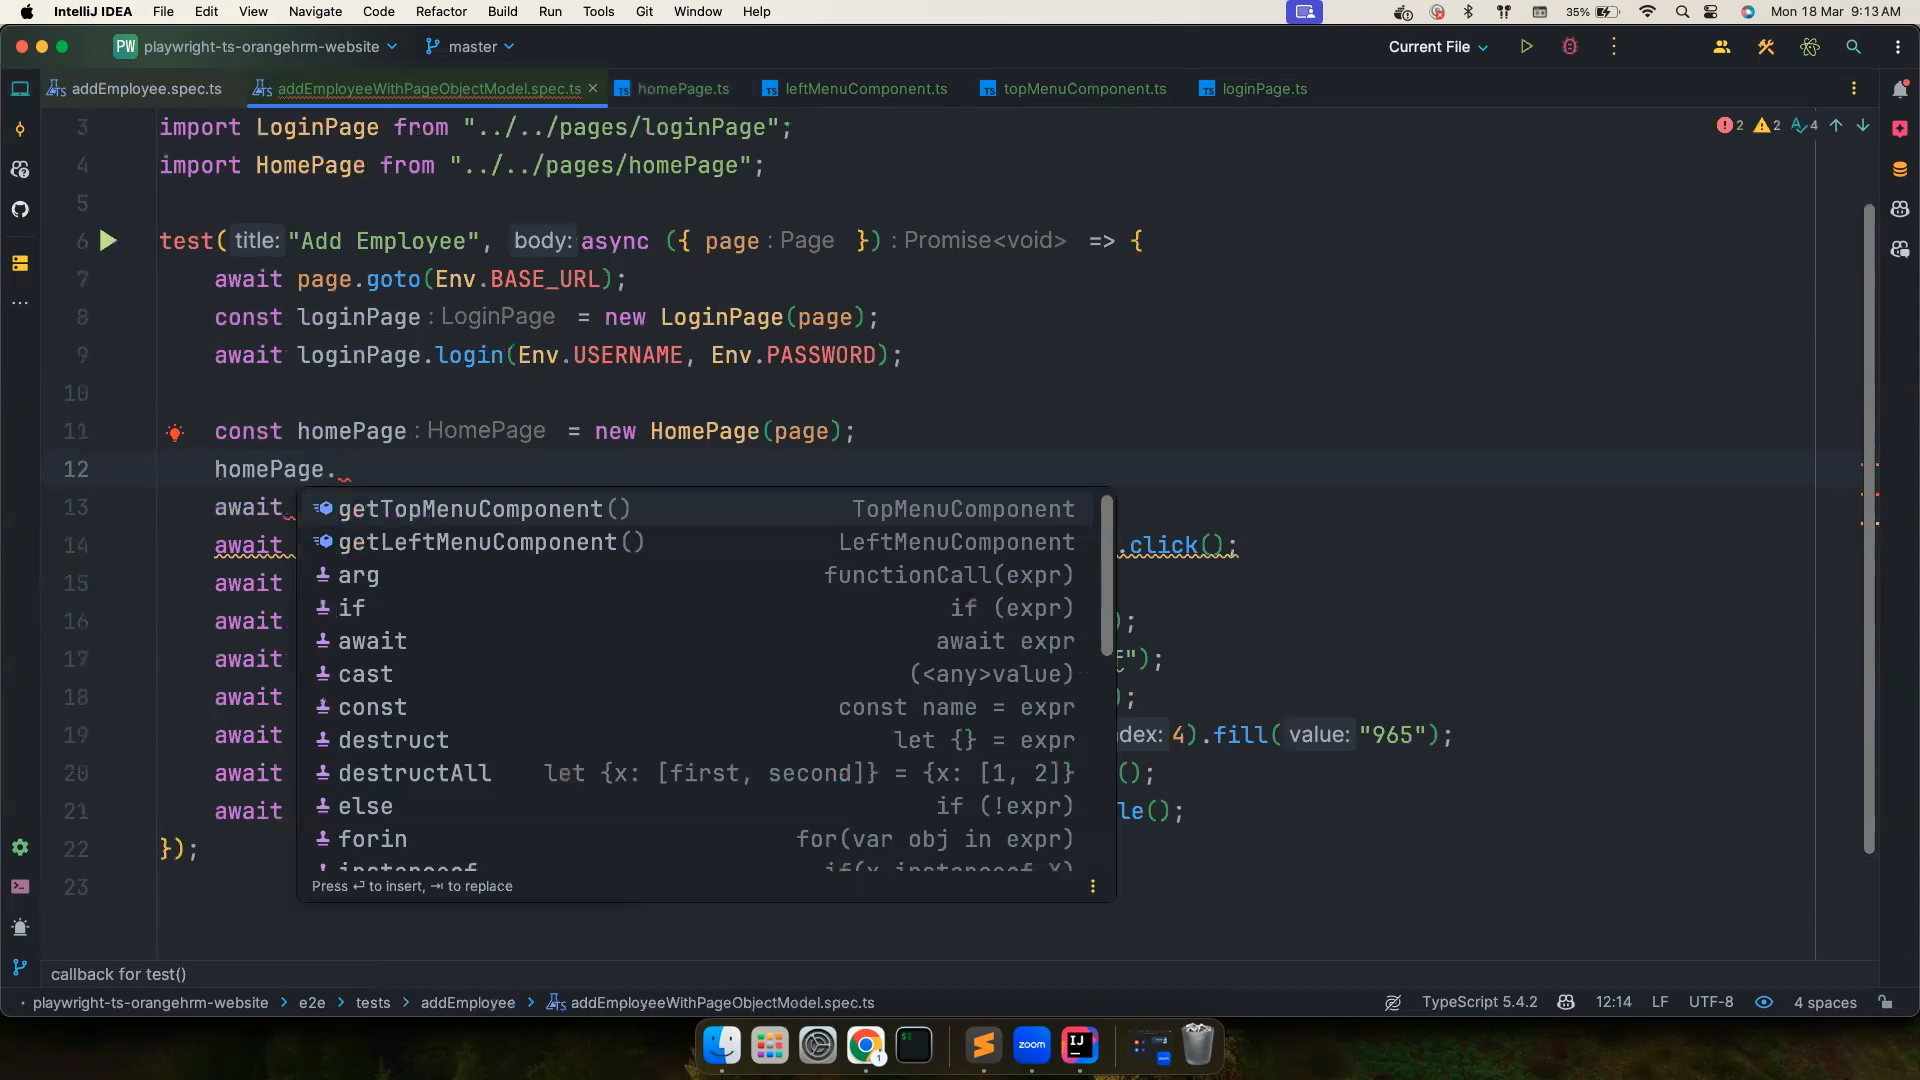 IntelliJ IDEA File Edit View Navigate Code Refactor Build Run Tools Git Window Help 35% Mon 18 Mar 9:13 AM
PW playwright-ts-orangehrm-website master Current File
addEmployee.spec.ts addEmployeeWithPageObjectModel.spec.ts homePage.ts leftMenuComponent.ts topMenuComponent.ts loginPage.ts
3 import LoginPage from "../../pages/loginPage"; 2 2 4
4 import HomePage from "../../pages/homePage";
5
6 test( title: "Add Employee", body: async ({ page : Page }) : Promise<void> => {
7 await page.goto(Env.BASE_URL);
8 const loginPage : LoginPage = new LoginPage(page);
9 await loginPage.login(Env.USERNAME, Env.PASSWORD);
10
11 const homePage : HomePage = new HomePage(page);
12 homePage.
13 await getTopMenuComponent() TopMenuComponent
14 await getLeftMenuComponent() LeftMenuComponent .click();
15 await arg functionCall(expr)
16 await if if (expr) );
await await expr
17 await ");
cast (<any>value)
18 await const const name = expr );
19 await destruct let {} = expr 4).fill( value: "965");
20 await destructAll let {x: [first, second]} = {x: [1, 2]} ();
21 await else if (!expr) le();
22 }); forin for(var obj in expr)
instanceof if(x instanceof X)
23 Press ⏎ to insert, ⇥ to replace
callback for test()
playwright-ts-orangehrm-website > e2e > tests > addEmployee > addEmployeeWithPageObjectModel.spec.ts TypeScript 5.4.2 12:14 LF UTF-8 4 spaces
zoom IJ 1